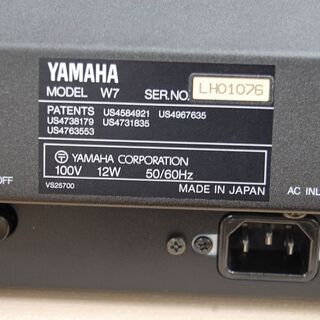 YAMAHA
MODEL W7 SER.NO. LH01076
PATENTS US4584921 US4967635
US4738179 US4731835
US4763553
YAMAHA CORPORATION
100V 12W 50/60Hz
VS25700
MADE IN JAPAN
OFF
AC INL